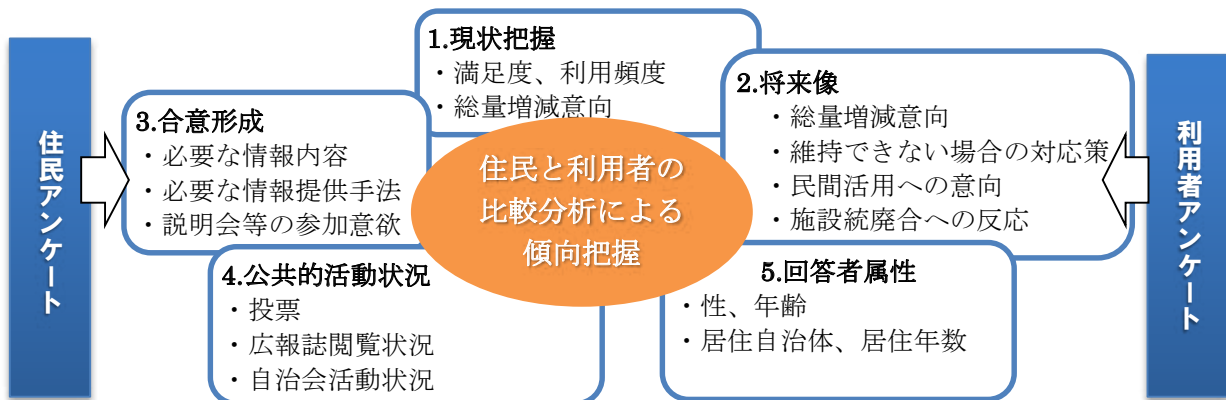 住民アンケート
1.現状把握
・満足度、利用頻度
・総量増減意向
2.将来像
・総量増減意向
・維持できない場合の対応策
・民間活用への意向
・施設統廃合への反応
3.合意形成
・必要な情報内容
・必要な情報提供手法
・説明会等の参加意欲
住民と利用者の
比較分析による
傾向把握
4.公共的活動状況
・投票
・広報誌閲覧状況
・自治会活動状況
5.回答者属性
・性、年齢
・居住自治体、居住年数
利用者アンケート